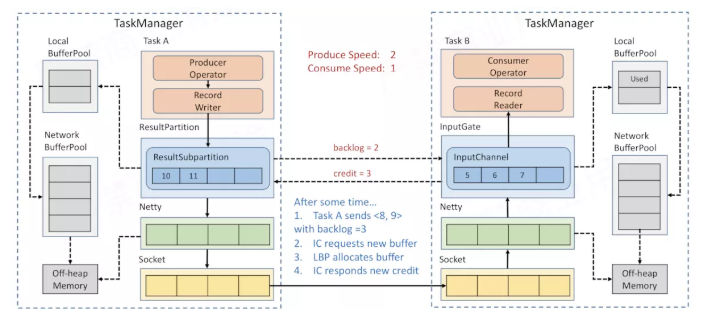 TaskManager
Local
BufferPool
Task A
Producer
Operator
Record
Writer
ResultPartition
Network
BufferPool
ResultSubpartition
10
11
Netty
Socket
Off-heap
Memory
Produce Speed: 2
Consume Speed: 1
backlog = 2
credit = 3
After some time…
1. Task A sends <8, 9>
with backlog =3
2. IC requests new buffer
3. LBP allocates buffer
4. IC responds new credit
TaskManager
Task B
Consumer
Operator
Record
Reader
InputGate
InputChannel
5
6
7
Netty
Socket
Local
BufferPool
Used
Network
BufferPool
Off-heap
Memory